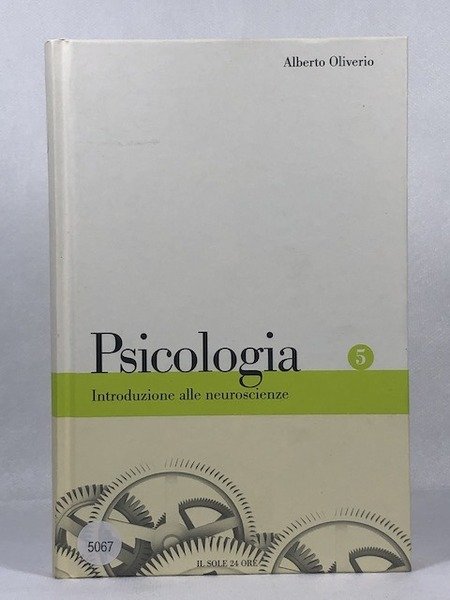 Alberto Oliverio
Psicologia
5
Introduzione alle neuroscienze
5067
IL SOLE 24 ORE